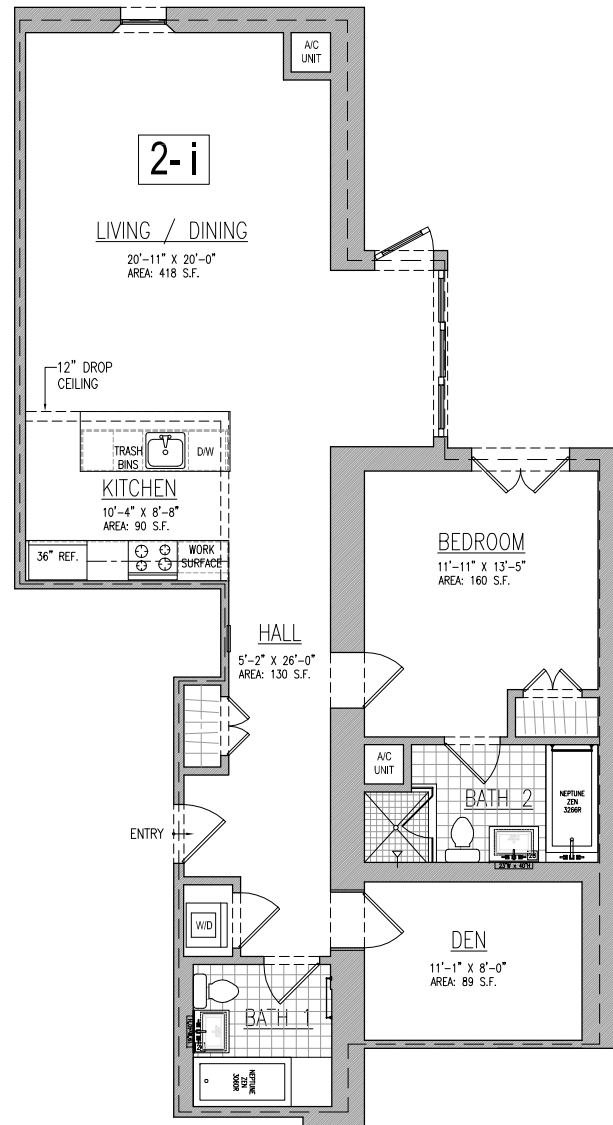 A/C
UNIT
2-i
LIVING / DINING
20'-11" X 20'-0"
AREA: 418 S.F.
12" DROP
CEILING
TRASH
BINS
D/W
KITCHEN
10'-4" X 8'-8"
AREA: 90 S.F.
36" REF.
WORK
SURFACE
BEDROOM
11'-11" X 13'-5"
AREA: 160 S.F.
HALL
5'-2" X 26'-0"
AREA: 130 S.F.
A/C
UNIT
BATH 2
NEPTUNE
ZEN
3266R
23"W x 40"H
ENTRY
W/D
DEN
11'-1" X 8'-0"
AREA: 89 S.F.
BATH 1
NEPTUNE
ZEN
3060R